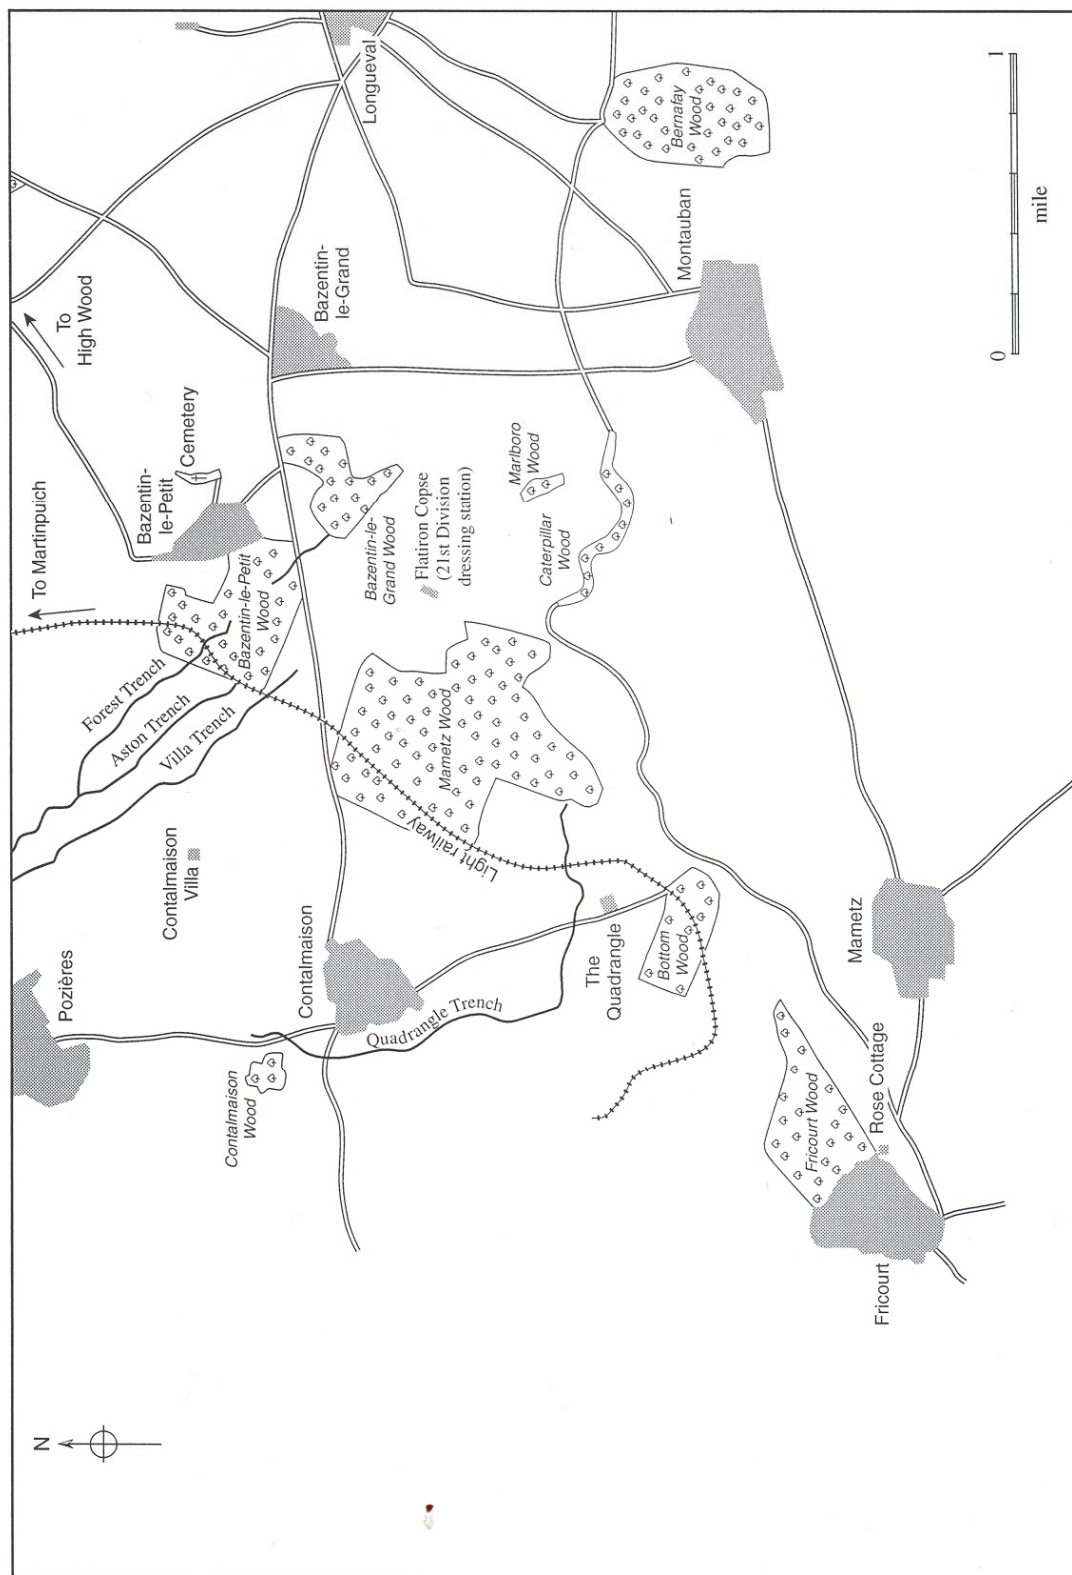 N
Pozières
Contalmaison
Villa
Contalmaison
Wood
Contalmaison
Quadrangle Trench
The
Quadrangle
Bottom
Wood
Fricourt Wood
Rose Cottage
Fricourt
Mametz
Forest Trench
Aston Trench
Villa Trench
Light railway
Mametz Wood
To Martinpuich
Bazentin-
le-Petit
Cemetery
Bazentin-le-Petit
Wood
Bazentin-le-
Grand Wood
Flatiron Copse
(21st Division
dressing station)
Marlboro
Wood
Caterpillar
Wood
To
High Wood
Bazentin-
le-Grand
Longueval
Montauban
Bernafay
Wood
0
1
mile